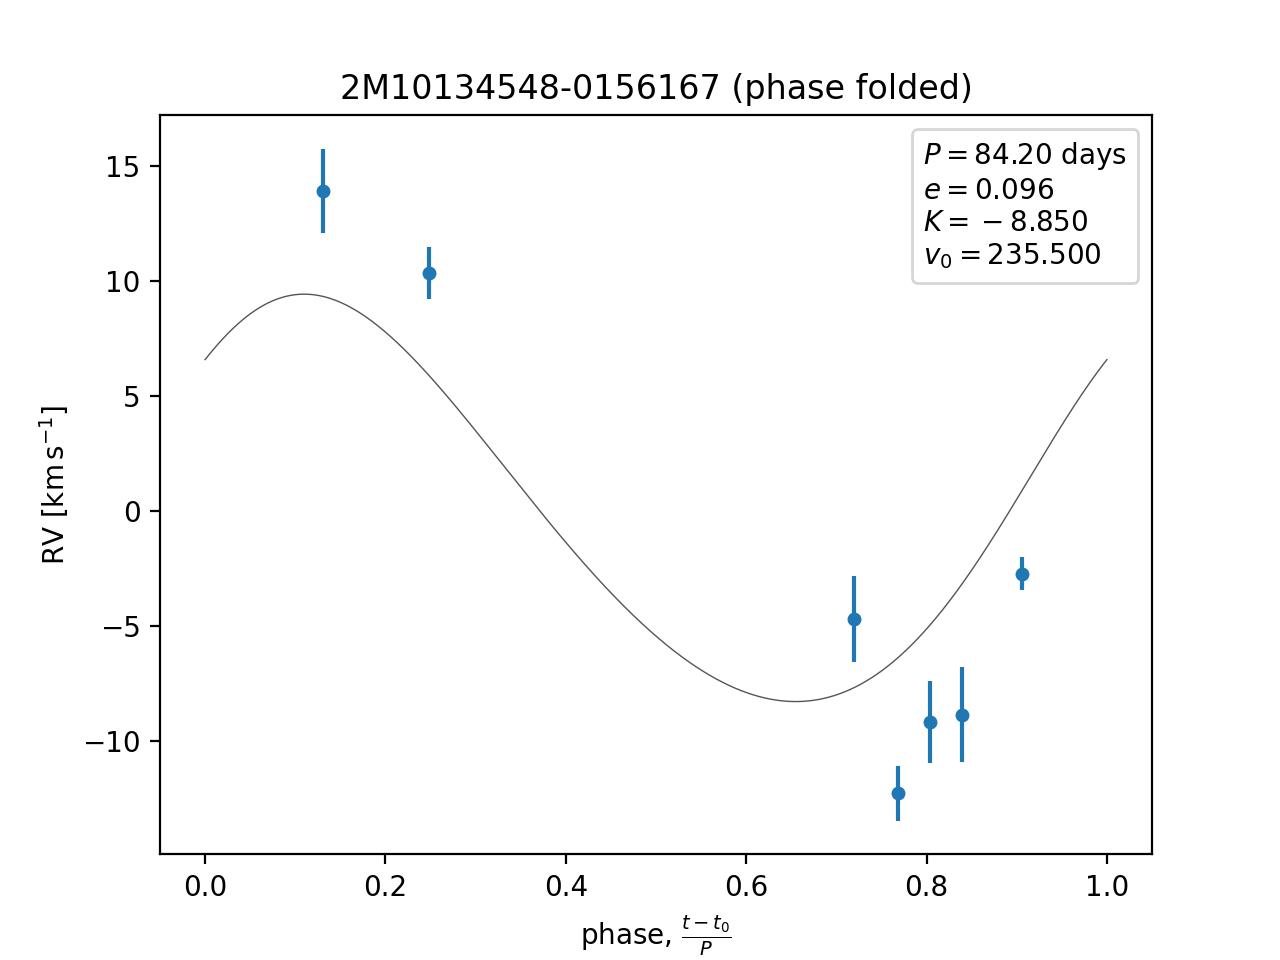 2M10134548-0156167 (phase folded)
P = 84.20 days
e = 0.096
K = −8.850
v₀ = 235.500
RV [km s⁻¹]
15
10
5
0
−5
−10
0.0 0.2 0.4 0.6 0.8 1.0
phase, (t − t₀)/P